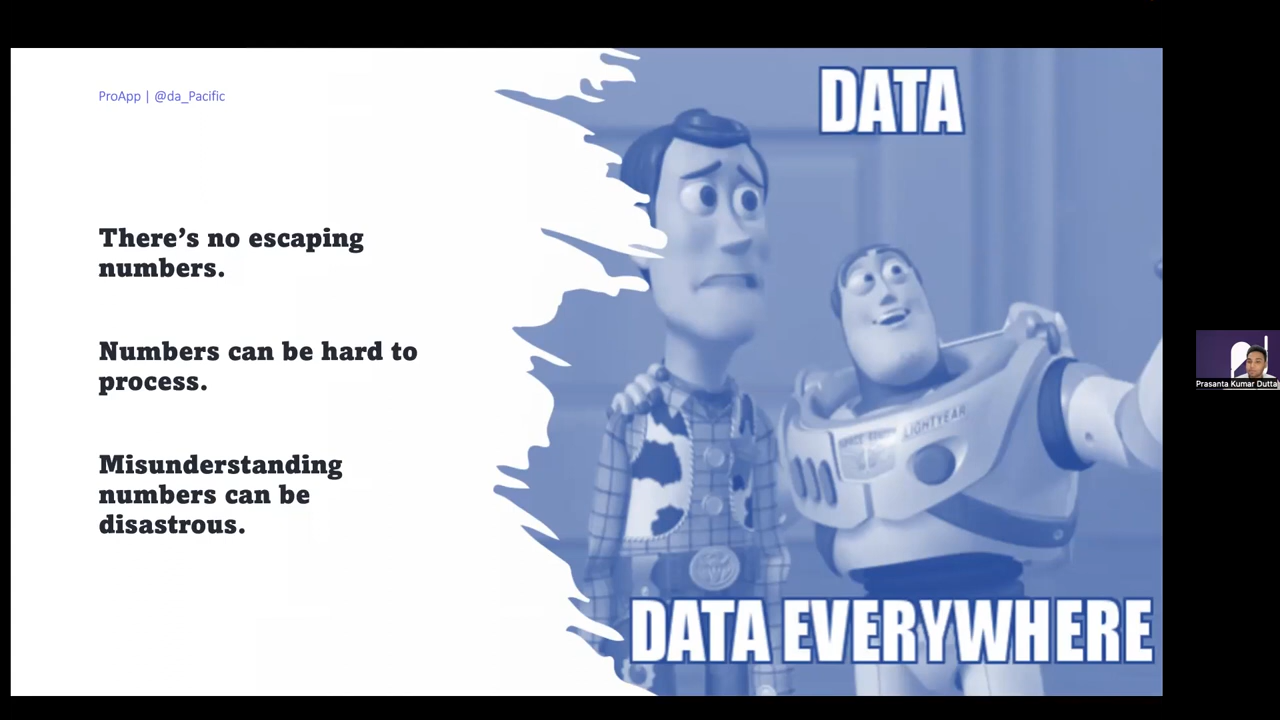 ProApp | @da_Pacific
There's no escaping
numbers.
Numbers can be hard to
process.
Misunderstanding
numbers can be
disastrous.
DATA
LIGHTYEAR
DATA EVERYWHERE
Prasanta Kumar Dutta